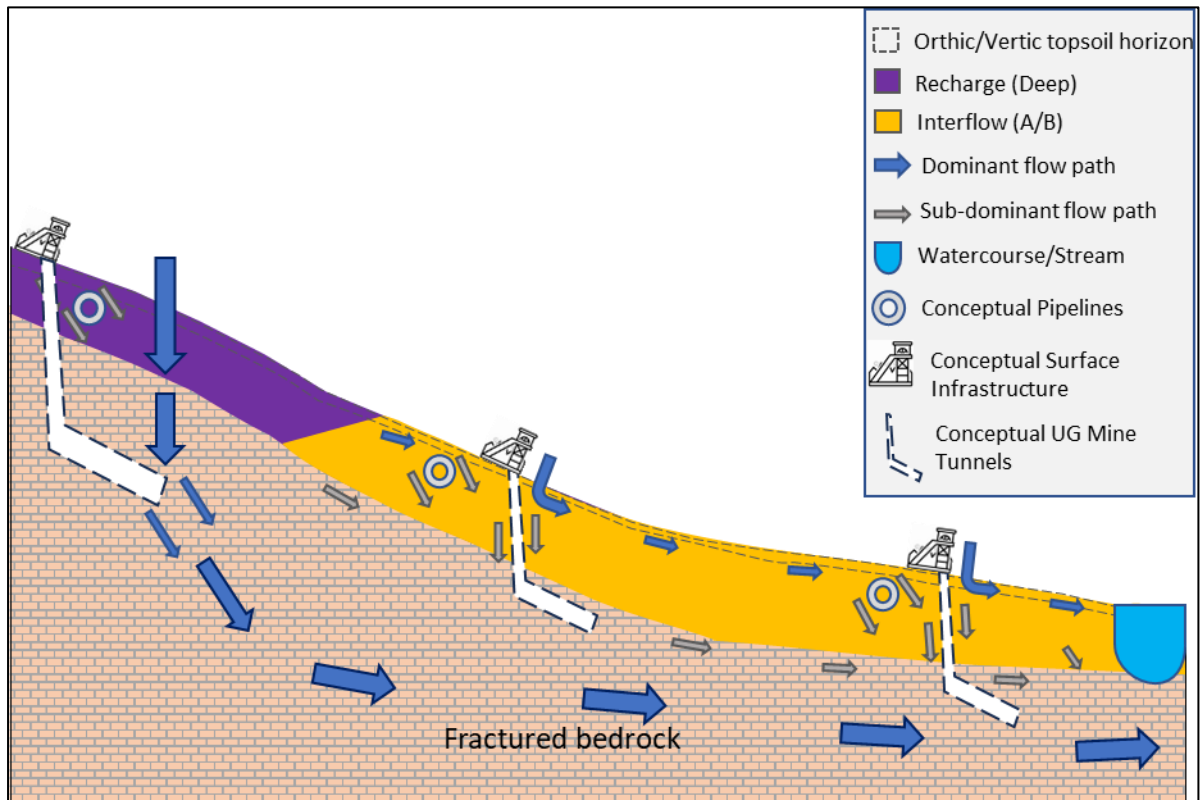 Orthic/Vertic topsoil horizon
Recharge (Deep)
Interflow (A/B)
Dominant flow path
Sub-dominant flow path
Watercourse/Stream
Conceptual Pipelines
Conceptual Surface
Infrastructure
Conceptual UG Mine
Tunnels
Fractured bedrock